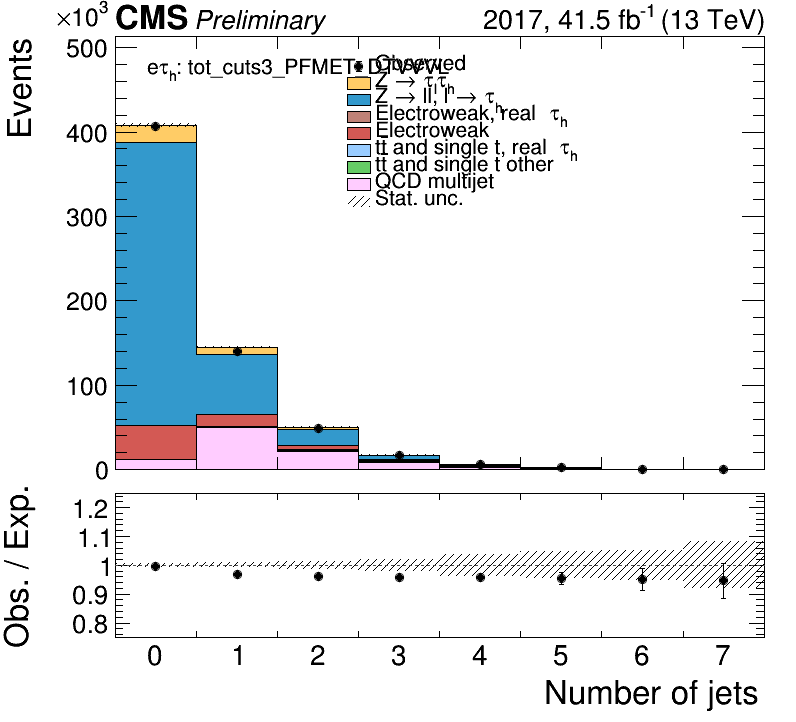 ×10³ CMS Preliminary 2017, 41.5 fb⁻¹ (13 TeV)
Events
500
400
300
200
100
0
eτₕ: tot_cuts3_PFMET
Observed
Z → ττₕ
Z → ll, l → τₕ
Electroweak, real τₕ
Electroweak
tt̄ and single t, real τₕ
tt̄ and single t other
QCD multijet
Stat. unc.
Obs. / Exp.
1.2
1.1
1
0.9
0.8
0 1 2 3 4 5 6 7
Number of jets